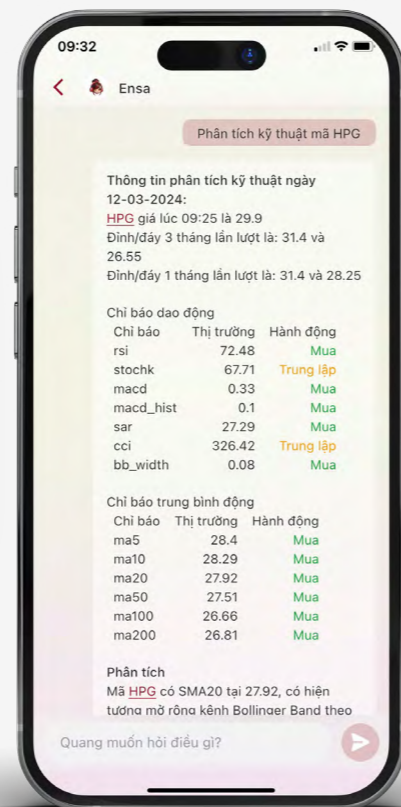 09:32
Ensa
Phân tích kỹ thuật mã HPG
Thông tin phân tích kỹ thuật ngày
12-03-2024:
HPG giá lúc 09:25 là 29.9
Đỉnh/đáy 3 tháng lần lượt là: 31.4 và
26.55
Đỉnh/đáy 1 tháng lần lượt là: 31.4 và 28.25
Chỉ báo dao động
Chỉ báo Thị trường Hành động
rsi 72.48 Mua
stochk 67.71 Trung lập
macd 0.33 Mua
macd_hist 0.1 Mua
sar 27.29 Mua
cci 326.42 Trung lập
bb_width 0.08 Mua
Chỉ báo trung bình động
Chỉ báo Thị trường Hành động
ma5 28.4 Mua
ma10 28.29 Mua
ma20 27.92 Mua
ma50 27.51 Mua
ma100 26.66 Mua
ma200 26.81 Mua
Phân tích
Mã HPG có SMA20 tại 27.92, có hiện
tượng mở rộng kênh Bollinger Band theo
Quang muốn hỏi điều gì?